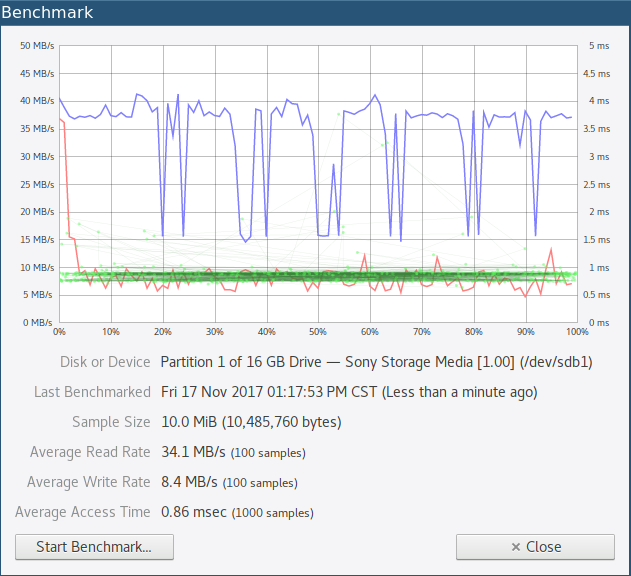 Benchmark
50 MB/s 5 ms
45 MB/s 4.5 ms
40 MB/s 4 ms
35 MB/s 3.5 ms
30 MB/s 3 ms
25 MB/s 2.5 ms
20 MB/s 2 ms
15 MB/s 1.5 ms
10 MB/s 1 ms
5 MB/s 0.5 ms
0 MB/s 0 ms
0% 10% 20% 30% 40% 50% 60% 70% 80% 90% 100%
Disk or Device Partition 1 of 16 GB Drive — Sony Storage Media [1.00] (/dev/sdb1)
Last Benchmarked Fri 17 Nov 2017 01:17:53 PM CST (Less than a minute ago)
Sample Size 10.0 MiB (10,485,760 bytes)
Average Read Rate 34.1 MB/s (100 samples)
Average Write Rate 8.4 MB/s (100 samples)
Average Access Time 0.86 msec (1000 samples)
Start Benchmark... × Close